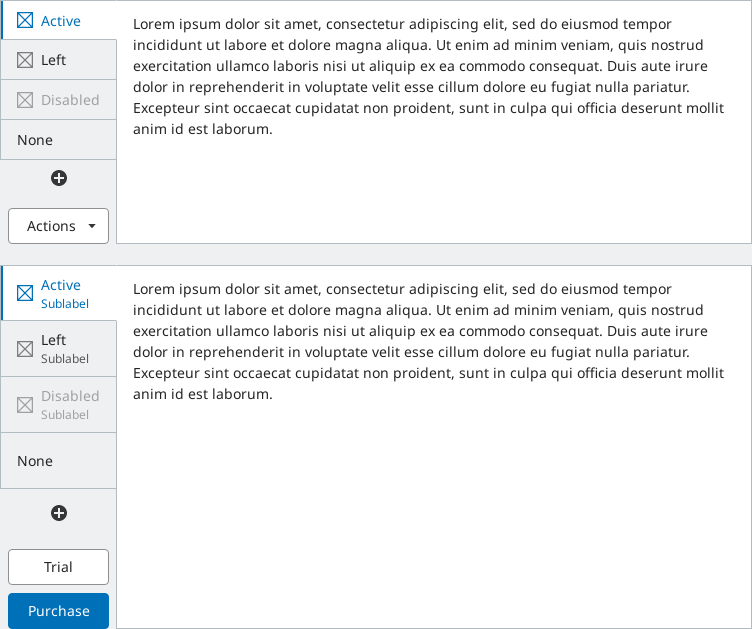 Active
Left
Disabled
None
Actions
Lorem ipsum dolor sit amet, consectetur adipiscing elit, sed do eiusmod tempor
incididunt ut labore et dolore magna aliqua. Ut enim ad minim veniam, quis nostrud
exercitation ullamco laboris nisi ut aliquip ex ea commodo consequat. Duis aute irure
dolor in reprehenderit in voluptate velit esse cillum dolore eu fugiat nulla pariatur.
Excepteur sint occaecat cupidatat non proident, sunt in culpa qui officia deserunt mollit
anim id est laborum.
Active
Sublabel
Left
Sublabel
Disabled
Sublabel
None
Trial
Purchase
Lorem ipsum dolor sit amet, consectetur adipiscing elit, sed do eiusmod tempor
incididunt ut labore et dolore magna aliqua. Ut enim ad minim veniam, quis nostrud
exercitation ullamco laboris nisi ut aliquip ex ea commodo consequat. Duis aute irure
dolor in reprehenderit in voluptate velit esse cillum dolore eu fugiat nulla pariatur.
Excepteur sint occaecat cupidatat non proident, sunt in culpa qui officia deserunt mollit
anim id est laborum.